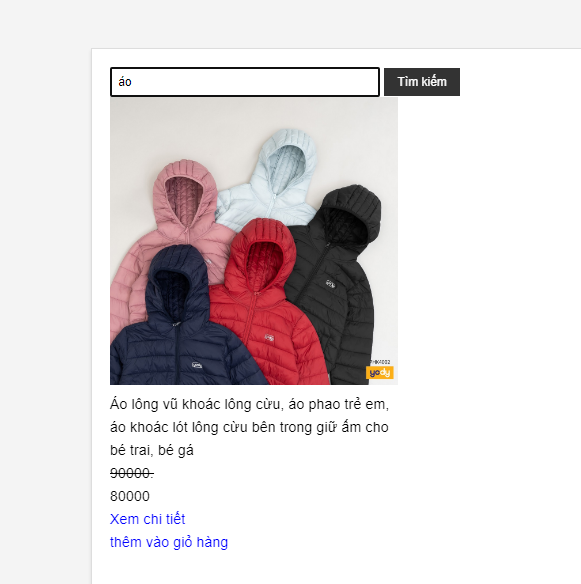 áo
Tìm kiếm
yody
Áo lông vũ khoác lông cừu, áo phao trẻ em,
áo khoác lót lông cừu bên trong giữ ấm cho
bé trai, bé gá
90000.
80000
Xem chi tiết
thêm vào giỏ hàng